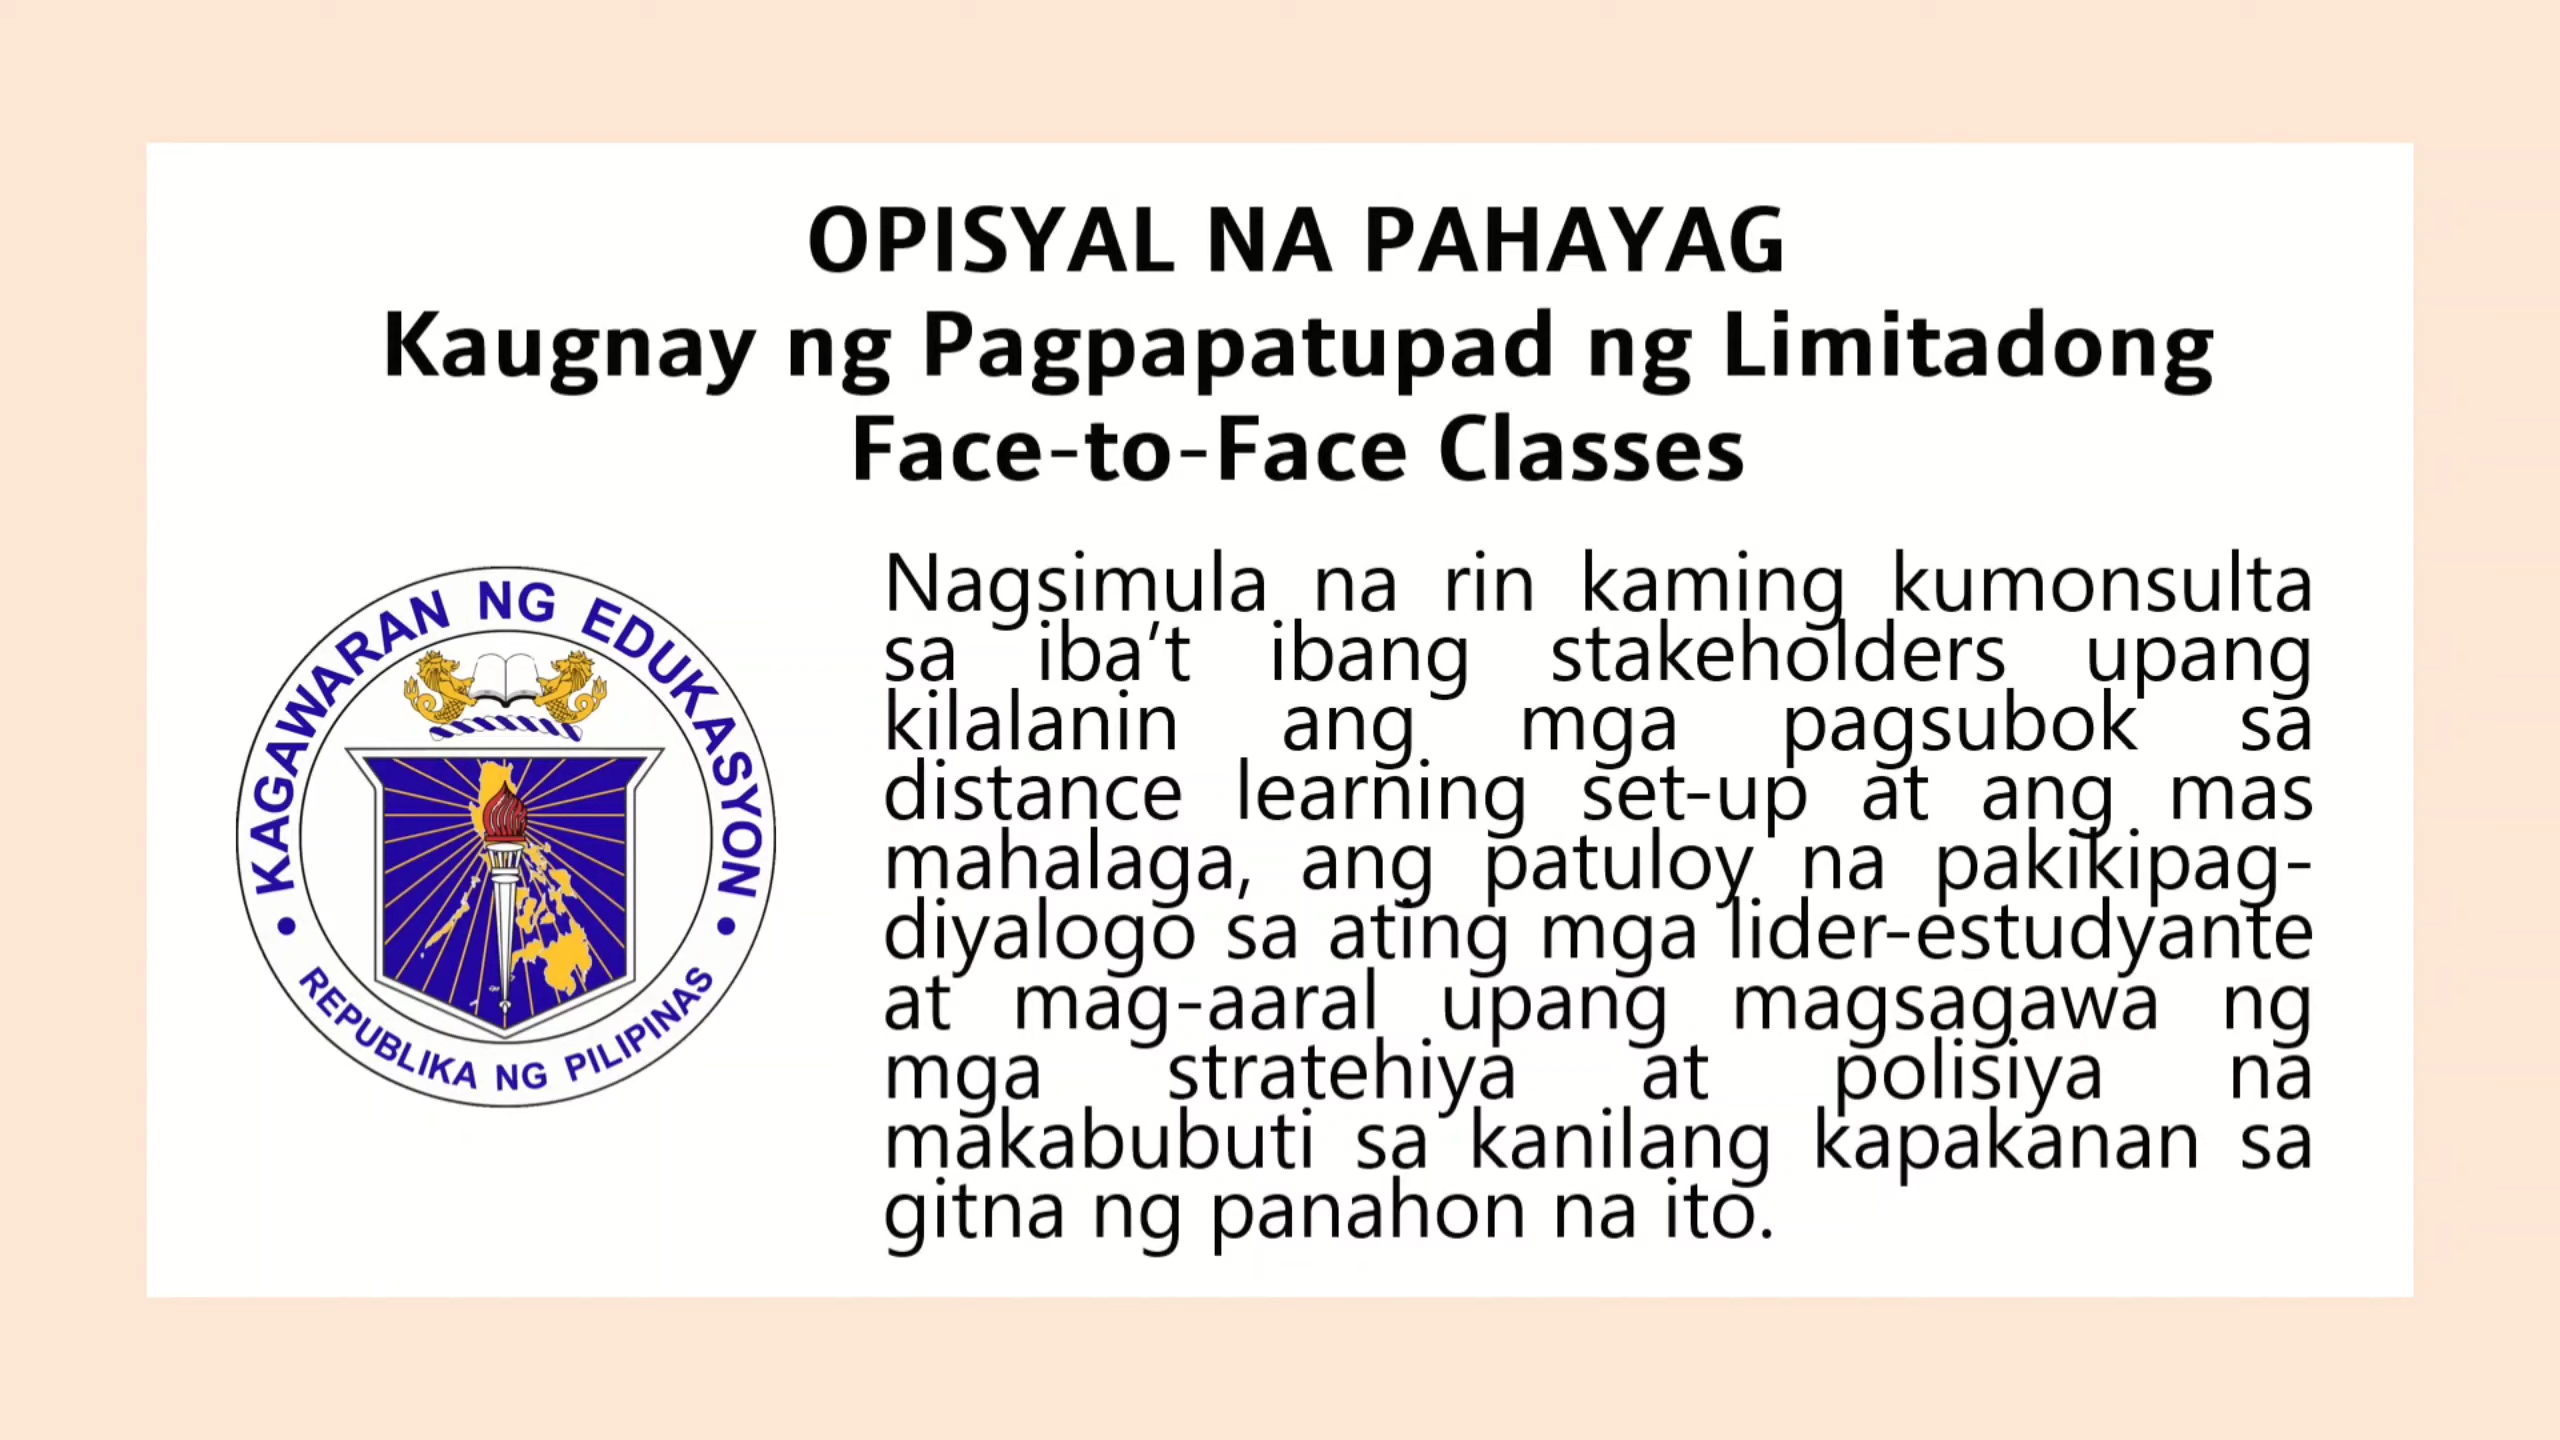 OPISYAL NA PAHAYAG
Kaugnay ng Pagpapatupad ng Limitadong
Face-to-Face Classes
KAGAWARAN NG EDUKASYON
REPUBLIKA NG PILIPINAS
Nagsimula na rin kaming kumonsulta
sa iba't ibang stakeholders upang
kilalanin ang mga pagsubok sa
distance learning set-up at ang mas
mahalaga, ang patuloy na pakikipag-
diyalogo sa ating mga lider-estudyante
at mag-aaral upang magsagawa ng
mga stratehiya at polisiya na
makabubuti sa kanilang kapakanan sa
gitna ng panahon na ito.